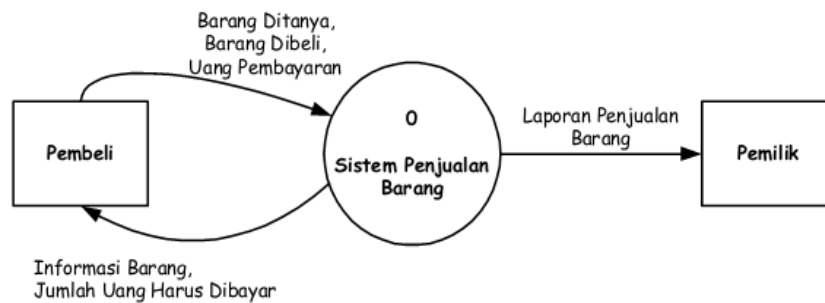 Barang Ditanya,
Barang Dibeli,
Uang Pembayaran
Pembeli
0
Sistem Penjualan
Barang
Laporan Penjualan
Barang
Pemilik
Informasi Barang,
Jumlah Uang Harus Dibayar